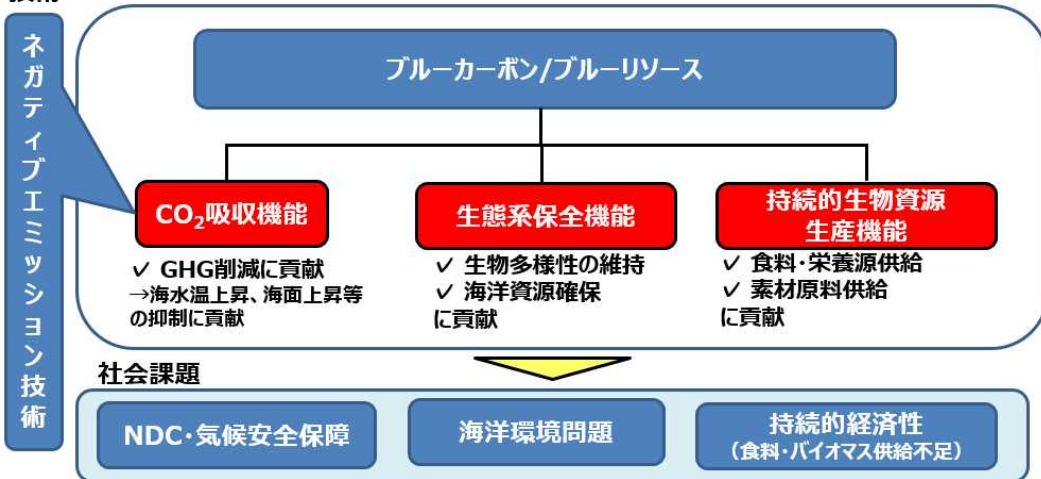 ネガティブエミッション技術
ブルーカーボン/ブルーリソース
CO₂吸収機能
✓ GHG削減に貢献
→海水温上昇、海面上昇等
の抑制に貢献
生態系保全機能
✓ 生物多様性の維持
✓ 海洋資源確保
に貢献
持続的生物資源
生産機能
✓ 食料・栄養源供給
✓ 素材原料供給
に貢献
社会課題
NDC・気候安全保障
海洋環境問題
持続的経済性
（食料・バイオマス供給不足）